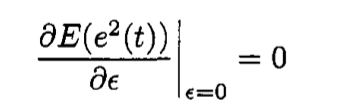 ∂E(e²(t))/∂ϵ |ϵ=0 = 0